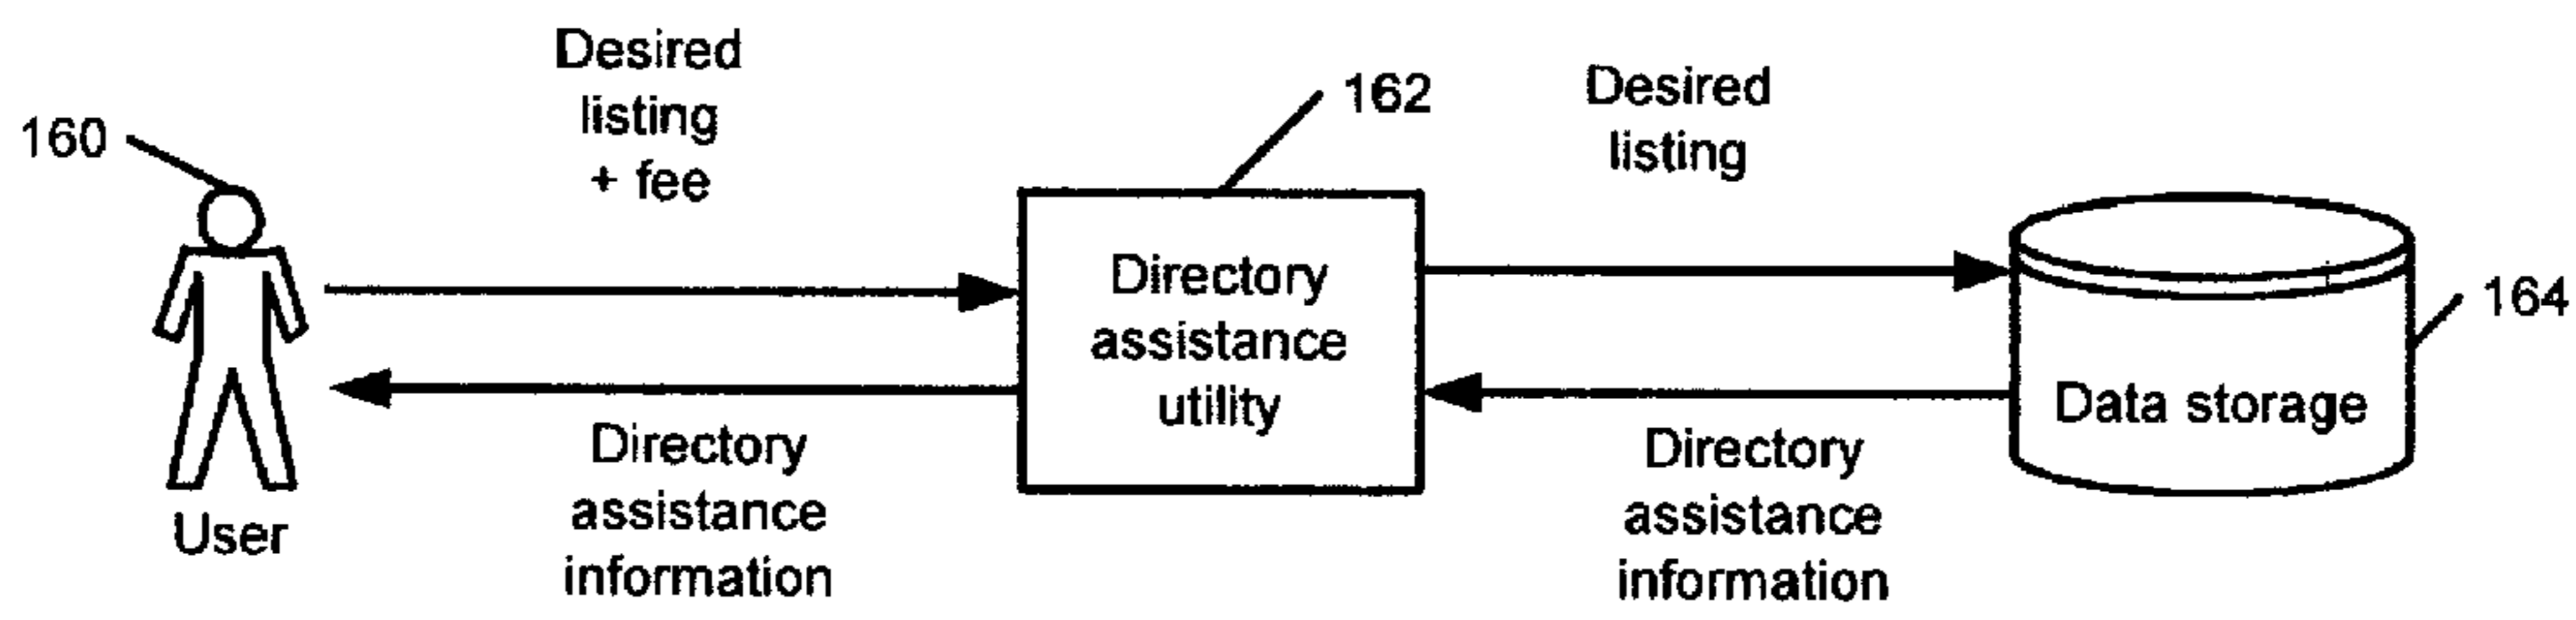 160
Desired
listing
+ fee
162
Desired
listing
Directory
assistance
utility
164
Data storage
Directory
assistance
information
User
Directory
assistance
information